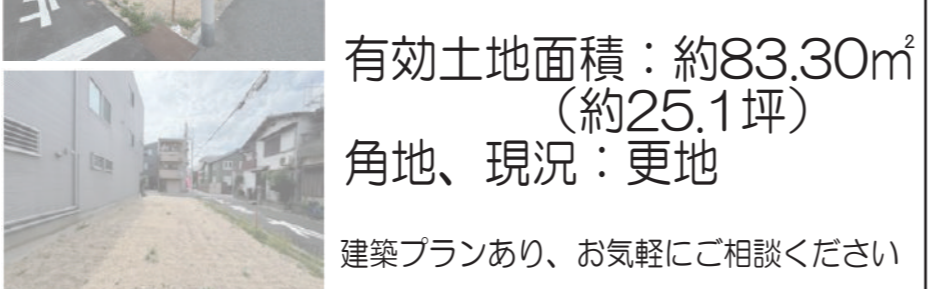 有効土地面積：約83.30㎡
（約25.1坪）
角地、現況：更地
建築プランあり、お気軽にご相談ください